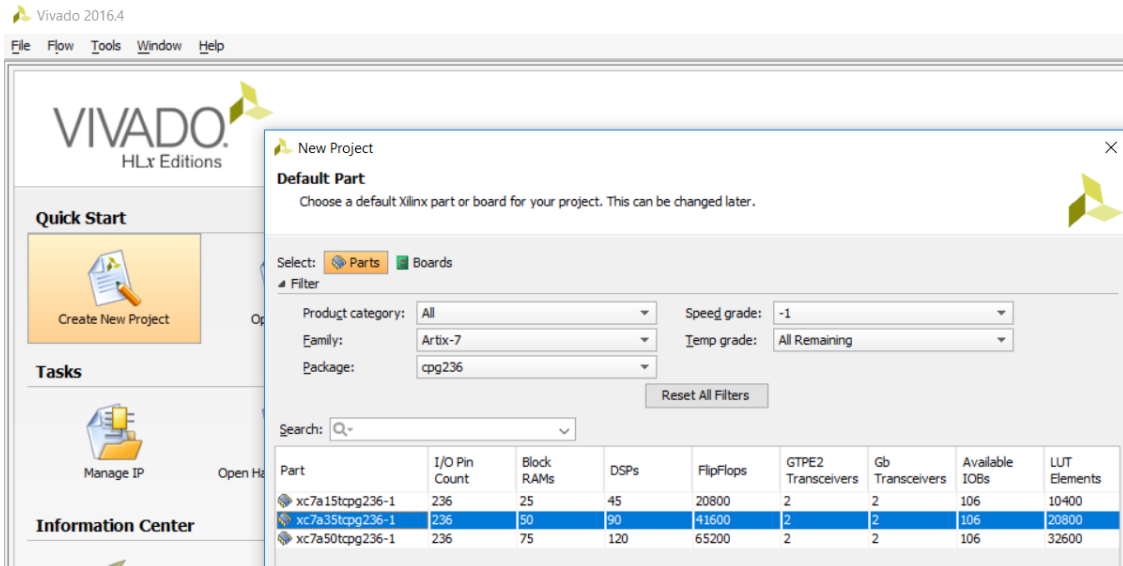 Vivado 2016.4
File Flow Tools Window Help
VIVADO.
HLx Editions
New Project
Default Part
Choose a default Xilinx part or board for your project. This can be changed later.
Quick Start
Create New Project
Op
Tasks
Manage IP
Open Ha
Information Center
Select: Parts Boards
Filter
Product category: All Speed grade: -1
Family: Artix-7 Temp grade: All Remaining
Package: cpg236
Reset All Filters
Search:
Part I/O Pin Count Block RAMs DSPs FlipFlops GTPE2 Transceivers Gb Transceivers Available IOBs LUT Elements
xc7a15tcpg236-1 236 25 45 20800 2 2 106 10400
xc7a35tcpg236-1 236 50 90 41600 2 2 106 20800
xc7a50tcpg236-1 236 75 120 65200 2 2 106 32600